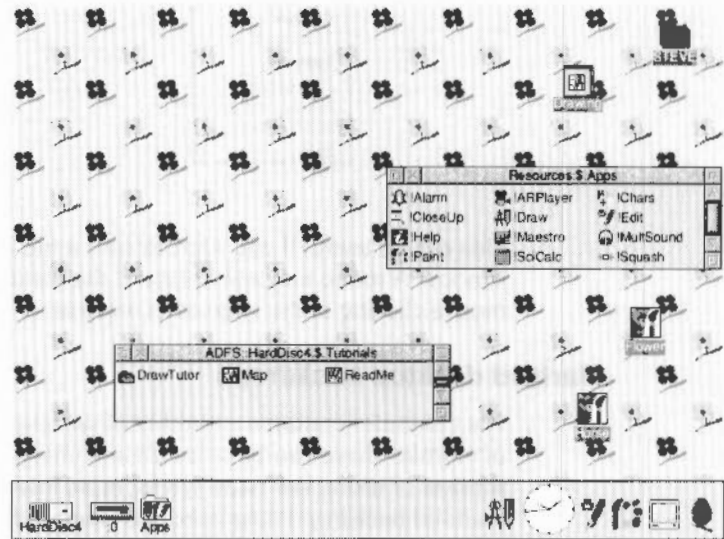 STEVE
Drawing
Resources:$.Apps
!Alarm !ARPlayer !Chars
!CloseUp !Draw !Edit
!Help !Maestro !MultSound
!Paint !SciCalc !Squash
Flower
ADFS::HardDisc4.$.Tutorials
DrawTutor Map ReadMe
HardDisc4 :0 Apps